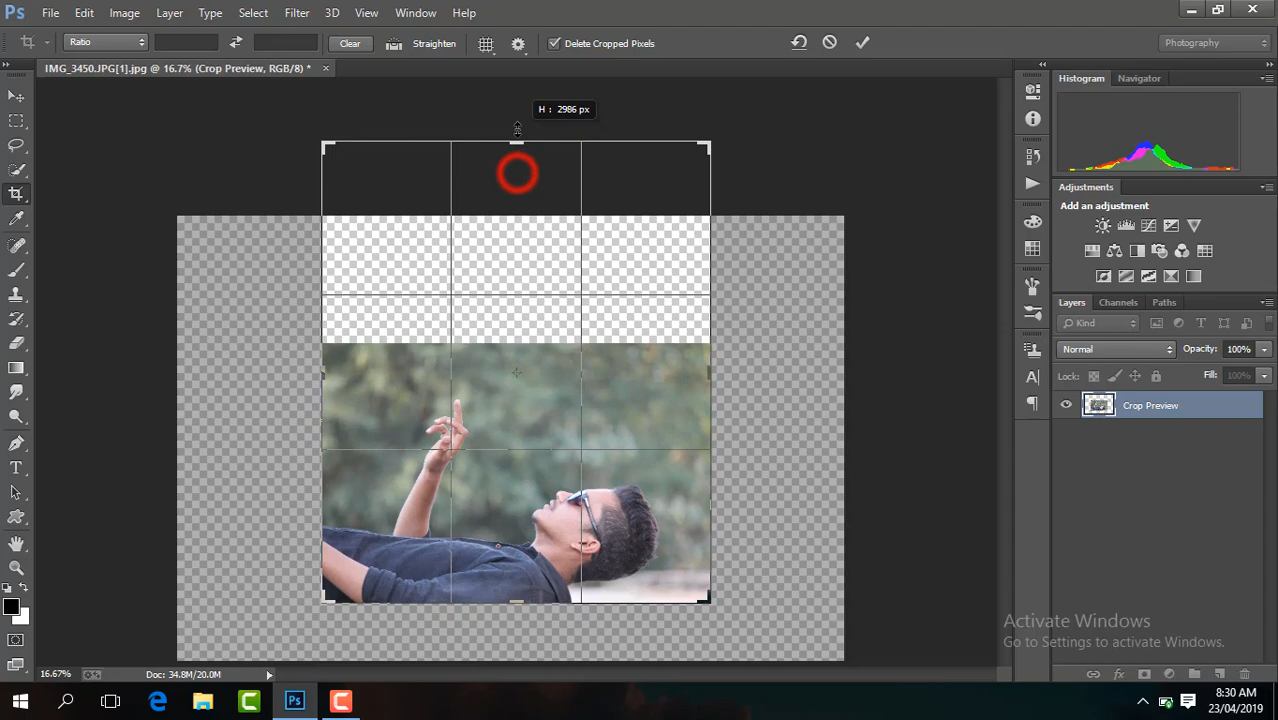 Ps File Edit Image Layer Type Select Filter 3D View Window Help
Ratio Clear Straighten Delete Cropped Pixels Photography
IMG_3450.JPG[1].jpg @ 16.7% (Crop Preview, RGB/8) *
Histogram Navigator
H : 2986 px
Adjustments
Add an adjustment
Layers Channels Paths
Kind
Normal Opacity: 100%
Lock: Fill: 100%
Crop Preview
Activate Windows
Go to Settings to activate Windows.
16.67% Doc: 34.8M/20.0M
8:30 AM
23/04/2019